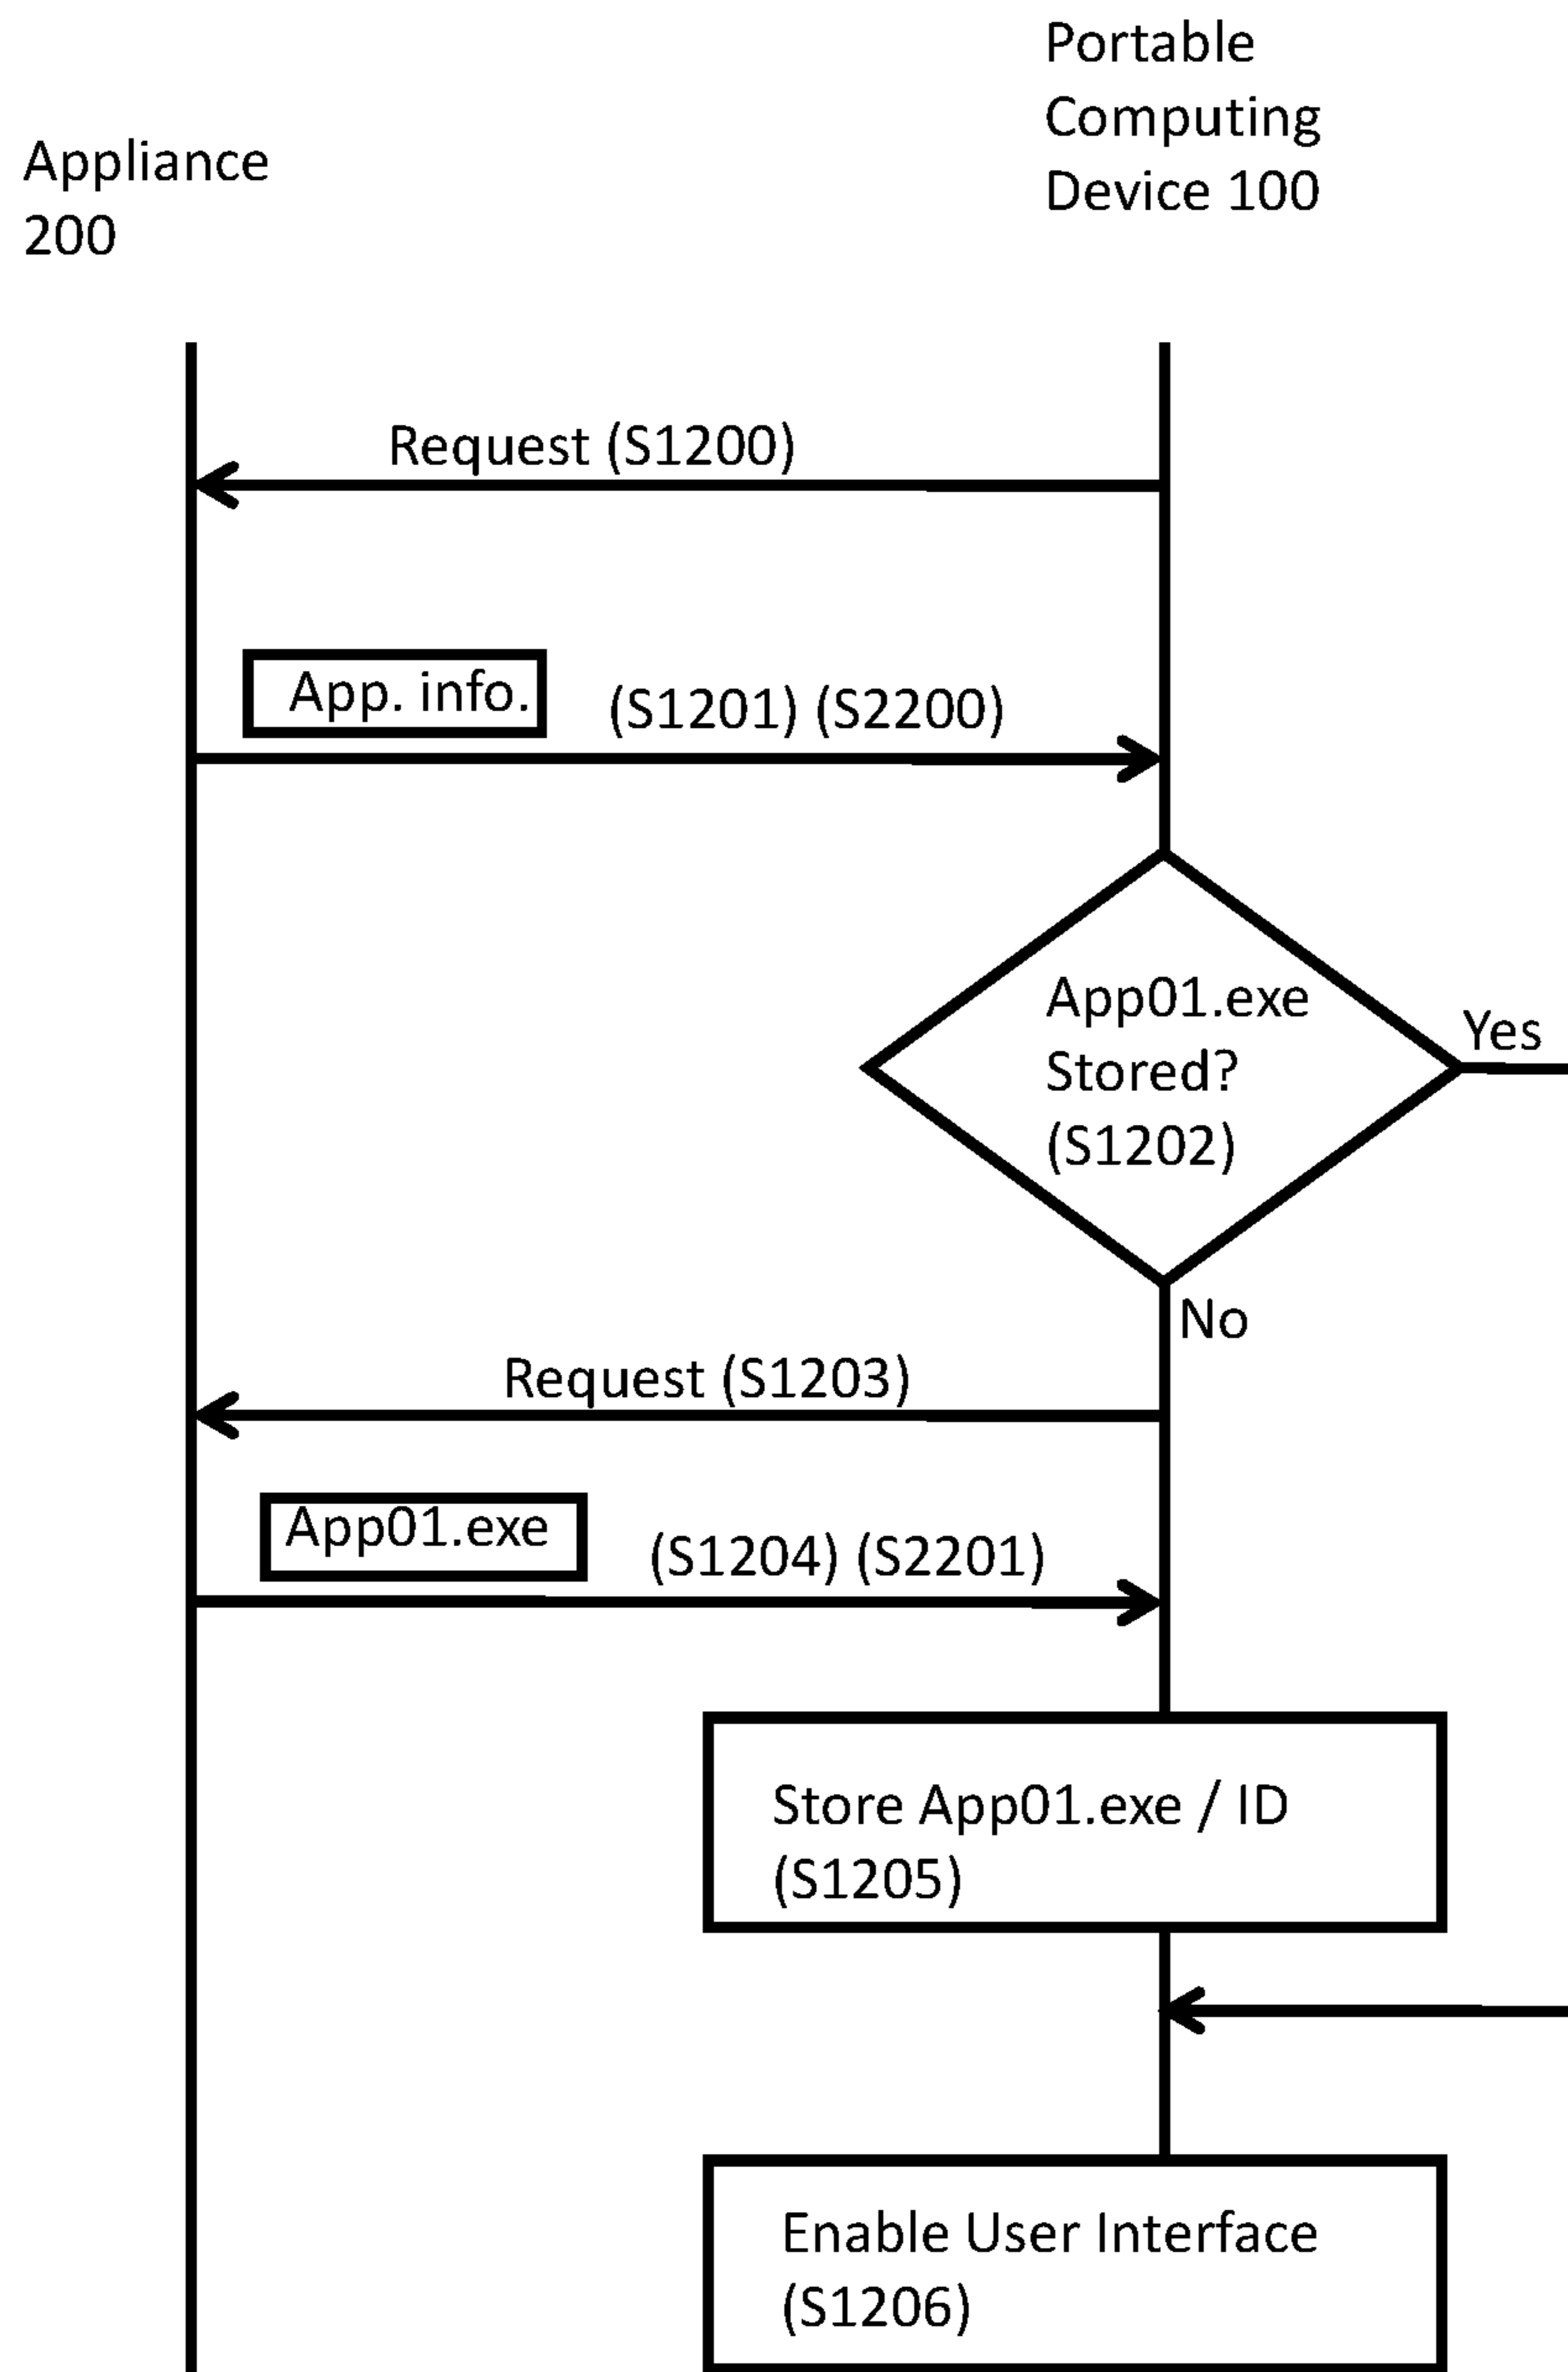 Portable
Computing
Device 100
Appliance
200
Request (S1200)
App. info.
(S1201) (S2200)
App01.exe
Stored?
(S1202)
Yes
No
Request (S1203)
App01.exe
(S1204) (S2201)
Store App01.exe / ID
(S1205)
Enable User Interface
(S1206)